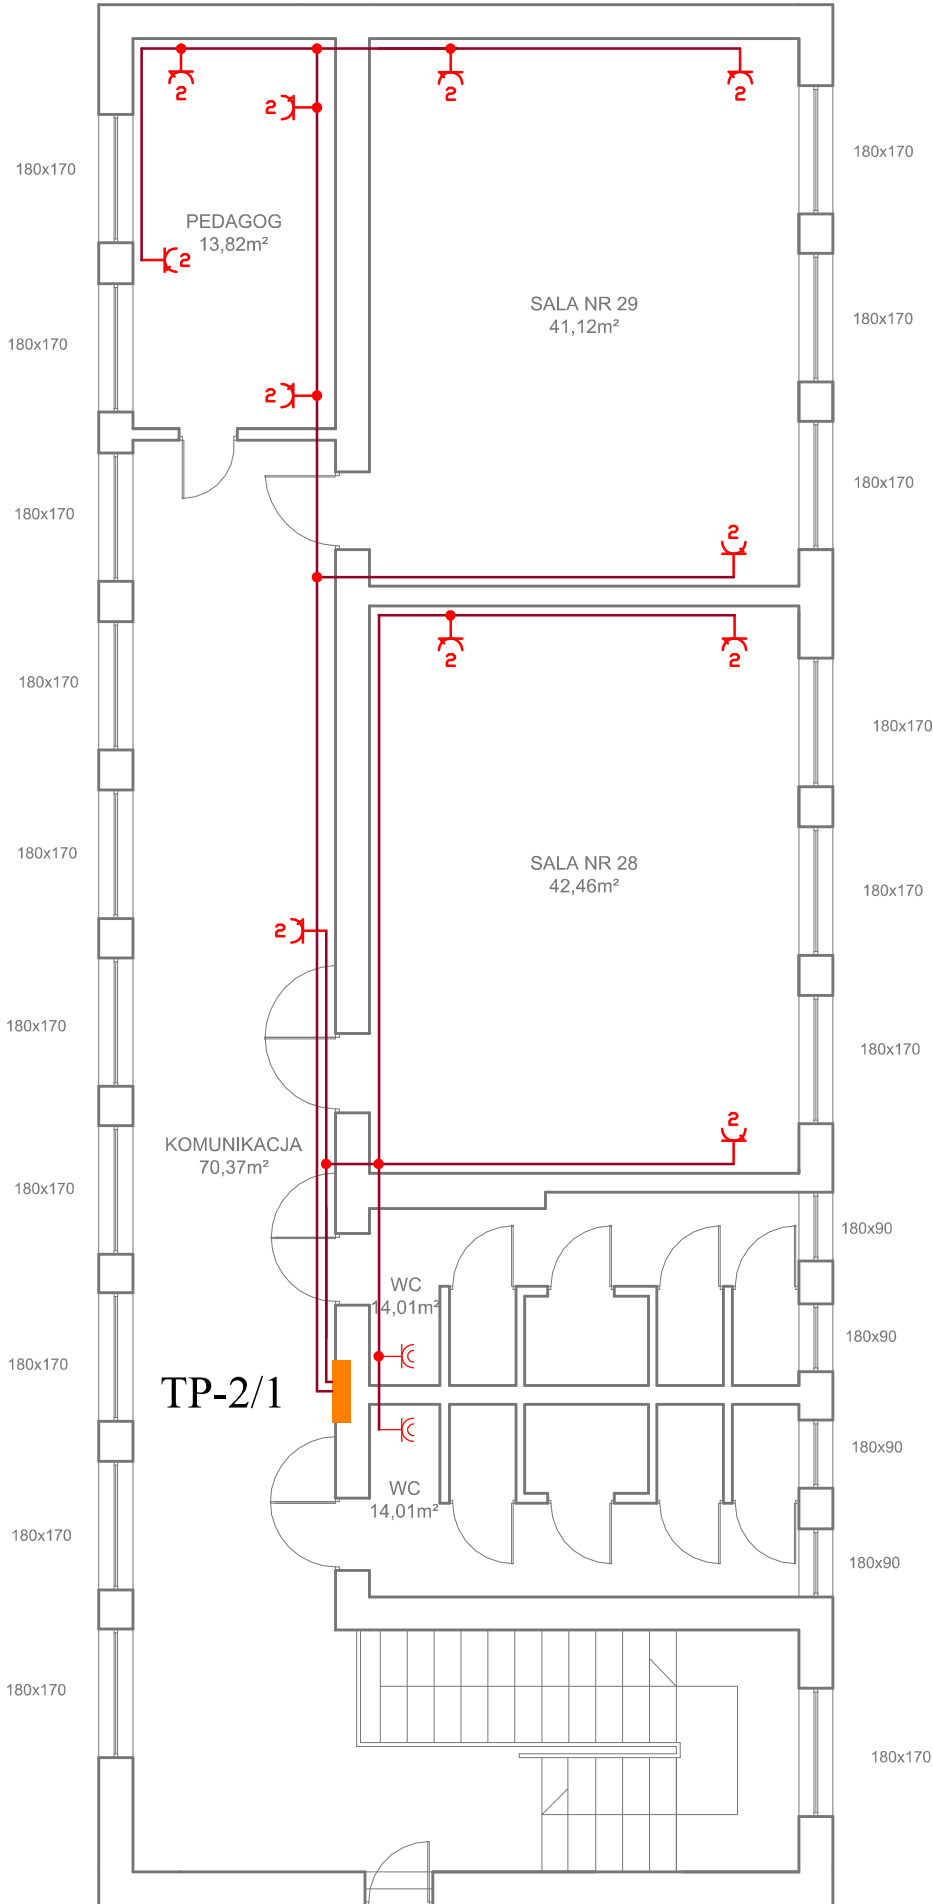 2
2
2
2
180x170
180x170
PEDAGOG
13,82m²
2
SALA NR 29
41,12m²
180x170
180x170
2
180x170
180x170
2
2
2
180x170
180x170
180x170
SALA NR 28
42,46m²
180x170
2
180x170
180x170
2
KOMUNIKACJA
70,37m²
180x170
180x90
WC
14,01m²
180x90
180x170
TP-2/1
180x90
WC
14,01m²
180x170
180x90
180x170
180x170